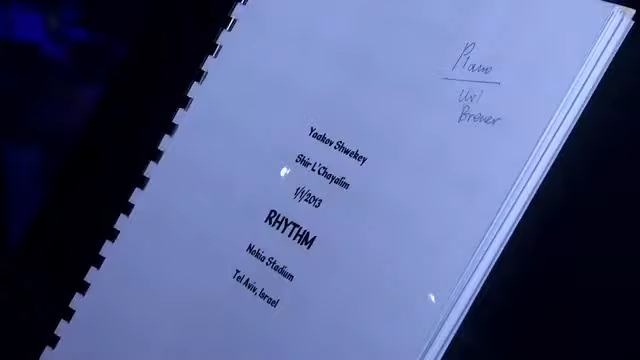 Piano
Uri
Brener
Yaakov Shwekey
Shir L'Chayalim
1/1/2013
RHYTHM
Nokia Stadium
Tel Aviv, Israel